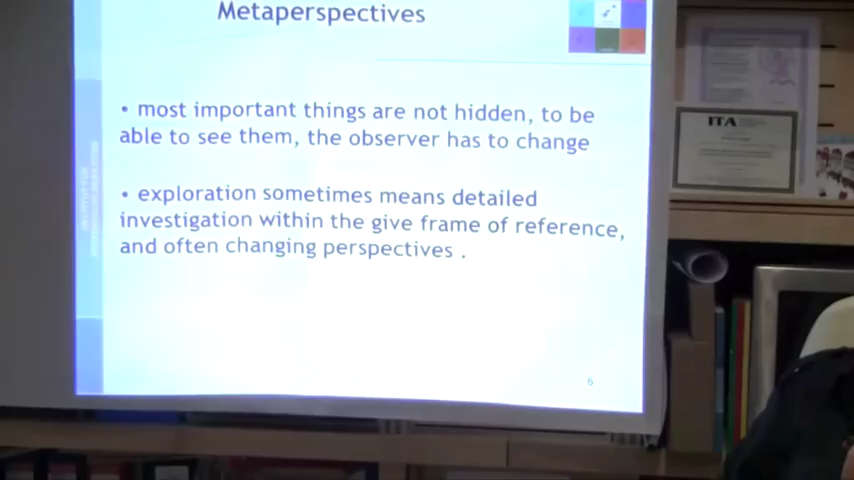 Metaperspectives
• most important things are not hidden, to be
able to see them, the observer has to change
• exploration sometimes means detailed
investigation within the give frame of reference,
and often changing perspectives .
6
ITA